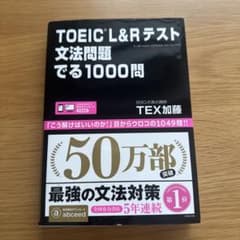 TOEIC® L&Rテスト
文法問題
でる1000問
TEX加藤
「こう解けばいいのか！」目からウロコの1049問!!
50万部
突破
最強の文法対策
第1位
abceed
5年連続